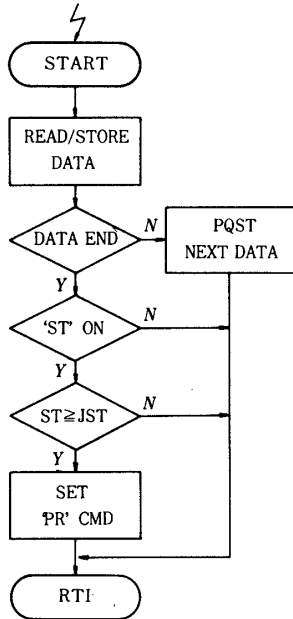 START
READ/STORE
DATA
DATA END
N
PQST
NEXT DATA
Y
'ST' ON
N
Y
ST≧JST
N
Y
SET
'PR' CMD
RTI